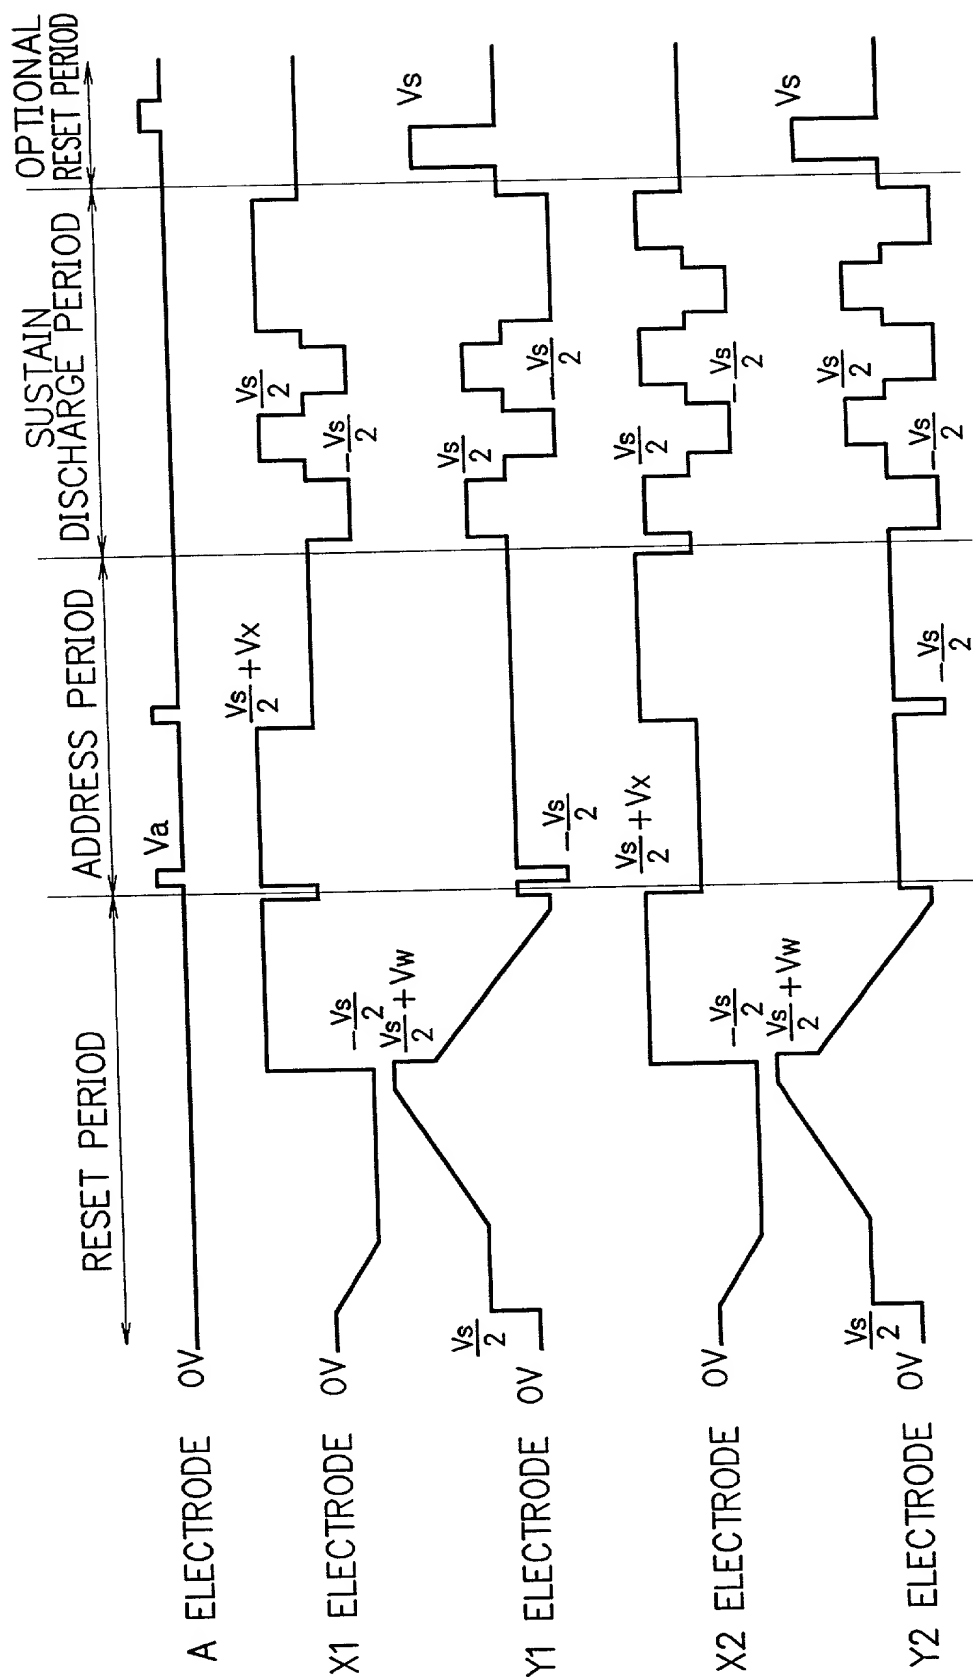 RESET PERIOD
ADDRESS PERIOD
SUSTAIN
DISCHARGE PERIOD
OPTIONAL
RESET PERIOD
A ELECTRODE 0V
Va
X1 ELECTRODE 0V
-Vs/2
Vs/2+Vx
-Vs/2
Vs/2
Y1 ELECTRODE 0V
Vs/2
Vs/2+Vw
-Vs/2
Vs/2
-Vs/2
Vs
X2 ELECTRODE 0V
-Vs/2
Vs/2+Vx
Vs/2
-Vs/2
Y2 ELECTRODE 0V
Vs/2
Vs/2+Vw
-Vs/2
-Vs/2
Vs/2
Vs